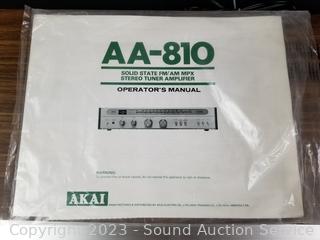 AA-810
SOLID STATE FM/AM MPX
STEREO TUNER AMPLIFIER
OPERATOR'S MANUAL
WARNING:
AKAI
Copyright 2023 - Sound Auction Service